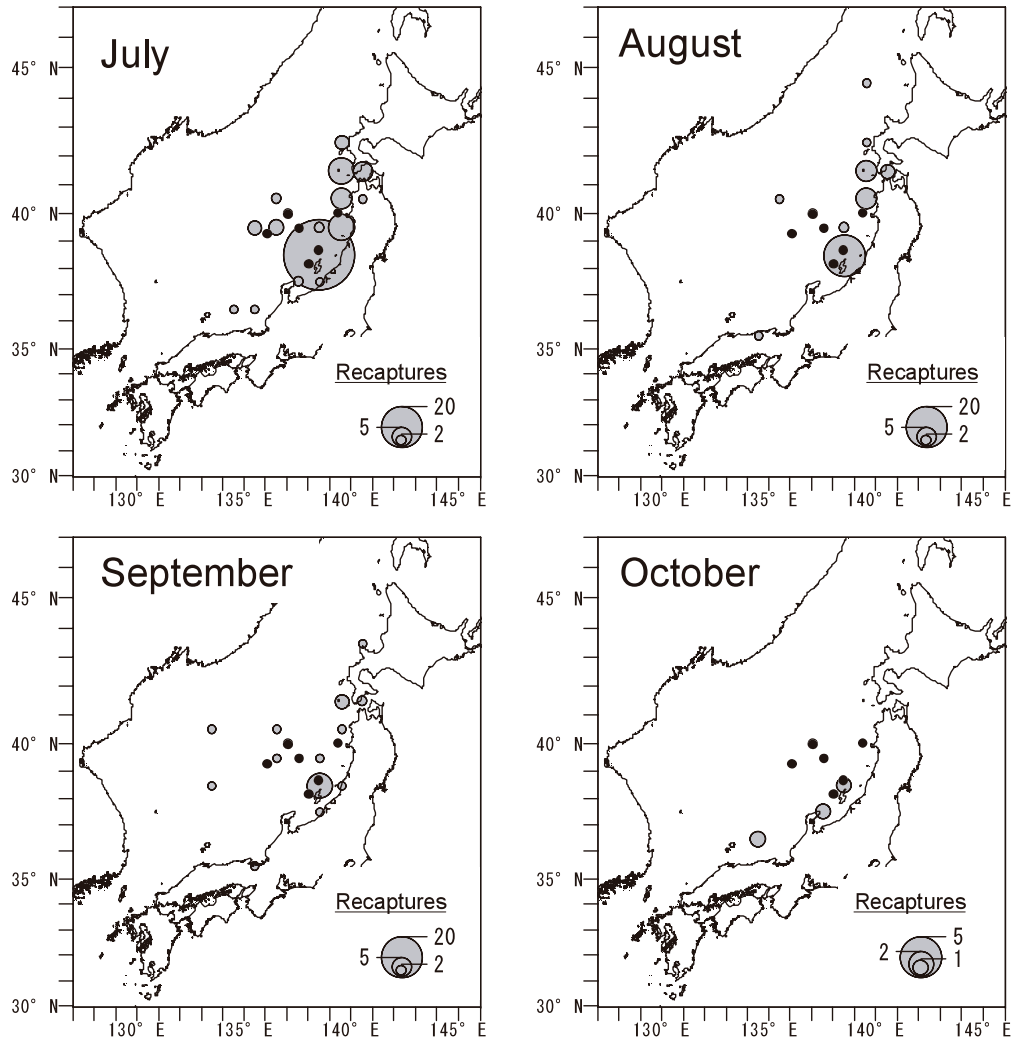 July
45° N
40° N
35° N
30° N
130° E
135° E
140° E
145° E
Recaptures
20
5
2
August
45° N
40° N
35° N
30° N
130° E
135° E
140° E
145° E
Recaptures
20
5
2
September
45° N
40° N
35° N
30° N
130° E
135° E
140° E
145° E
Recaptures
20
5
2
October
45° N
40° N
35° N
30° N
130° E
135° E
140° E
145° E
Recaptures
5
2
1